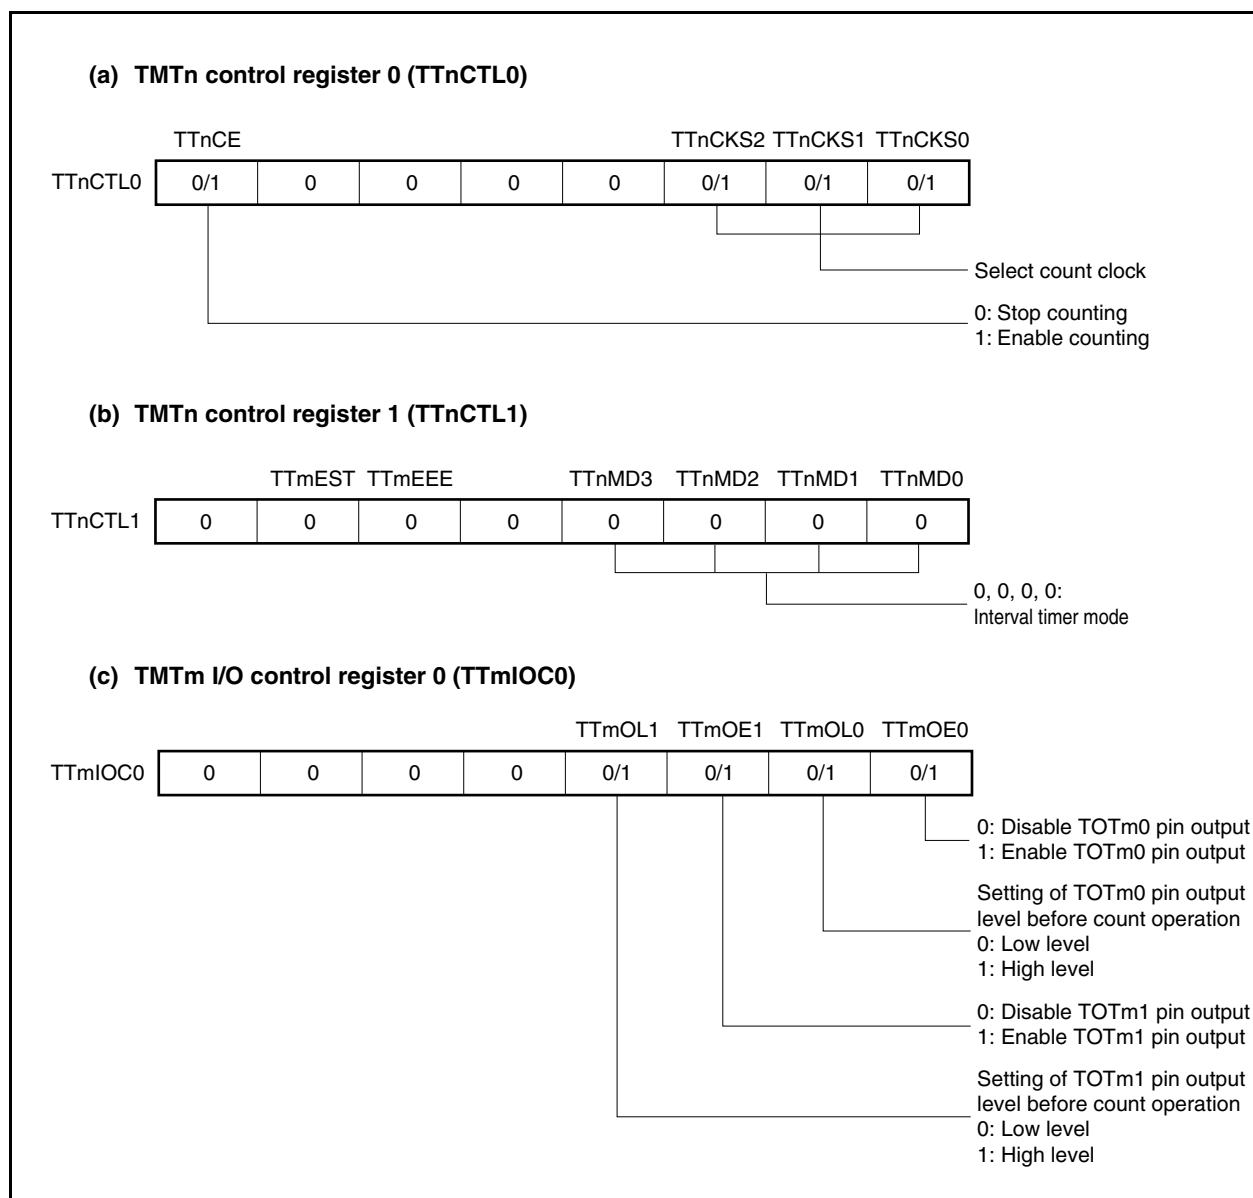 (a) TMTn control register 0 (TTnCTL0)
TTnCE TTnCKS2 TTnCKS1 TTnCKS0
TTnCTL0 0/1 0 0 0 0 0/1 0/1 0/1
Select count clock
0: Stop counting
1: Enable counting
(b) TMTn control register 1 (TTnCTL1)
TTmEST TTmEEE TTnMD3 TTnMD2 TTnMD1 TTnMD0
TTnCTL1 0 0 0 0 0 0 0 0
0, 0, 0, 0:
Interval timer mode
(c) TMTm I/O control register 0 (TTmIOC0)
TTmOL1 TTmOE1 TTmOL0 TTmOE0
TTmIOC0 0 0 0 0 0/1 0/1 0/1 0/1
0: Disable TOTm0 pin output
1: Enable TOTm0 pin output
Setting of TOTm0 pin output
level before count operation
0: Low level
1: High level
0: Disable TOTm1 pin output
1: Enable TOTm1 pin output
Setting of TOTm1 pin output
level before count operation
0: Low level
1: High level